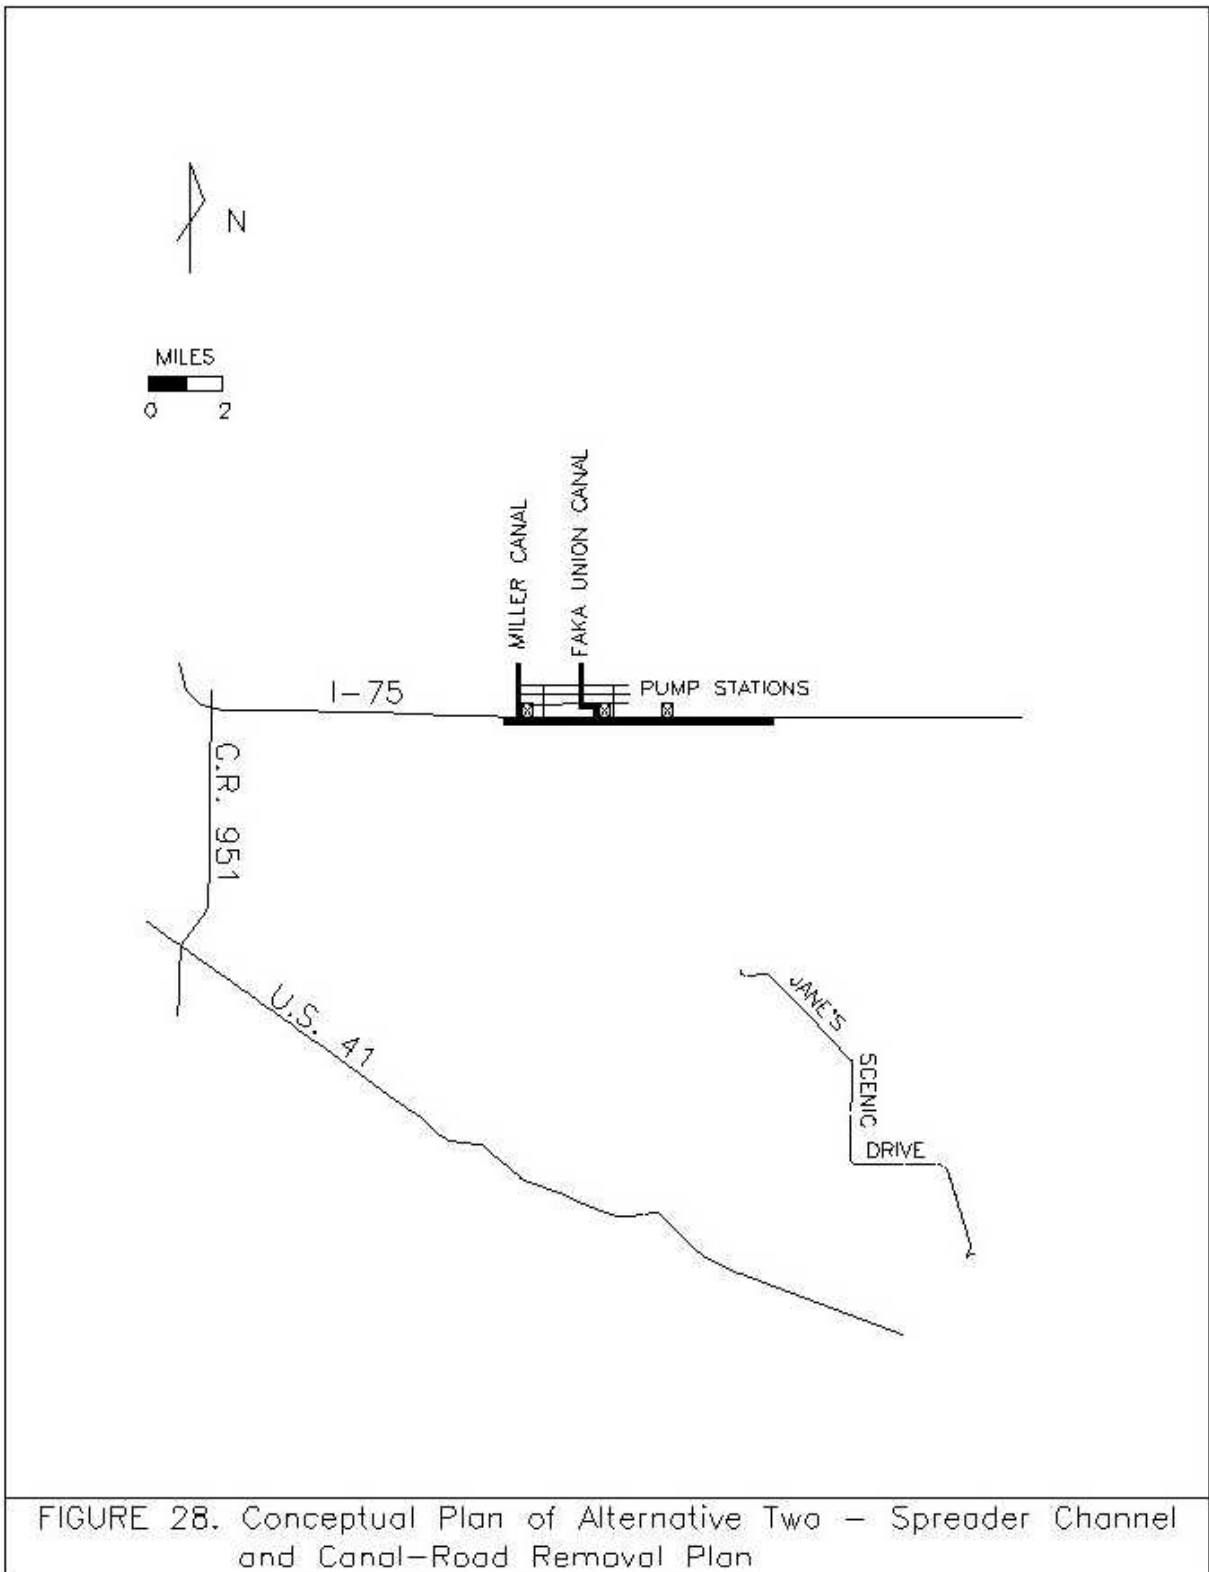 N
MILES
0 2
MILLER CANAL
FAKA UNION CANAL
PUMP STATIONS
I-75
C.R. 951
U.S. 41
JANE'S
SCENIC
DRIVE
FIGURE 28. Conceptual Plan of Alternative Two - Spreader Channel
and Canal-Road Removal Plan